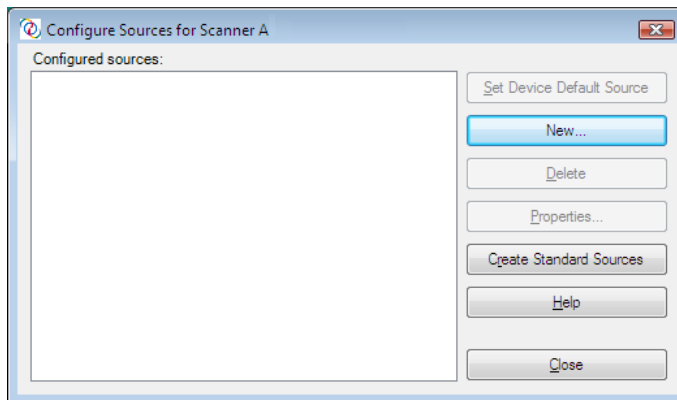 Configure Sources for Scanner A
Configured sources:
Set Device Default Source
New...
Delete
Properties...
Create Standard Sources
Help
Close